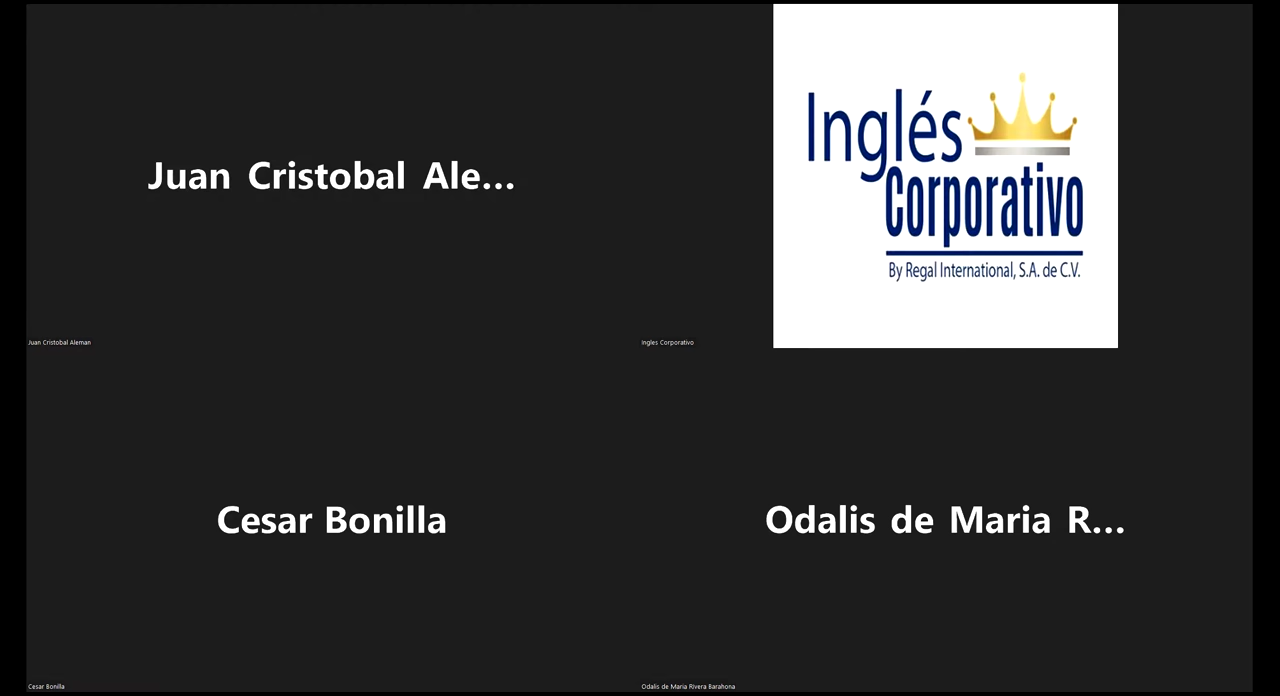 Juan Cristobal Ale...
Juan Cristobal Aleman
Inglés
Corporativo
By Regal International, S.A. de C.V.
Ingles Corporativo
Cesar Bonilla
Cesar Bonilla
Odalis de Maria R...
Odalis de Maria Rivera Barahona